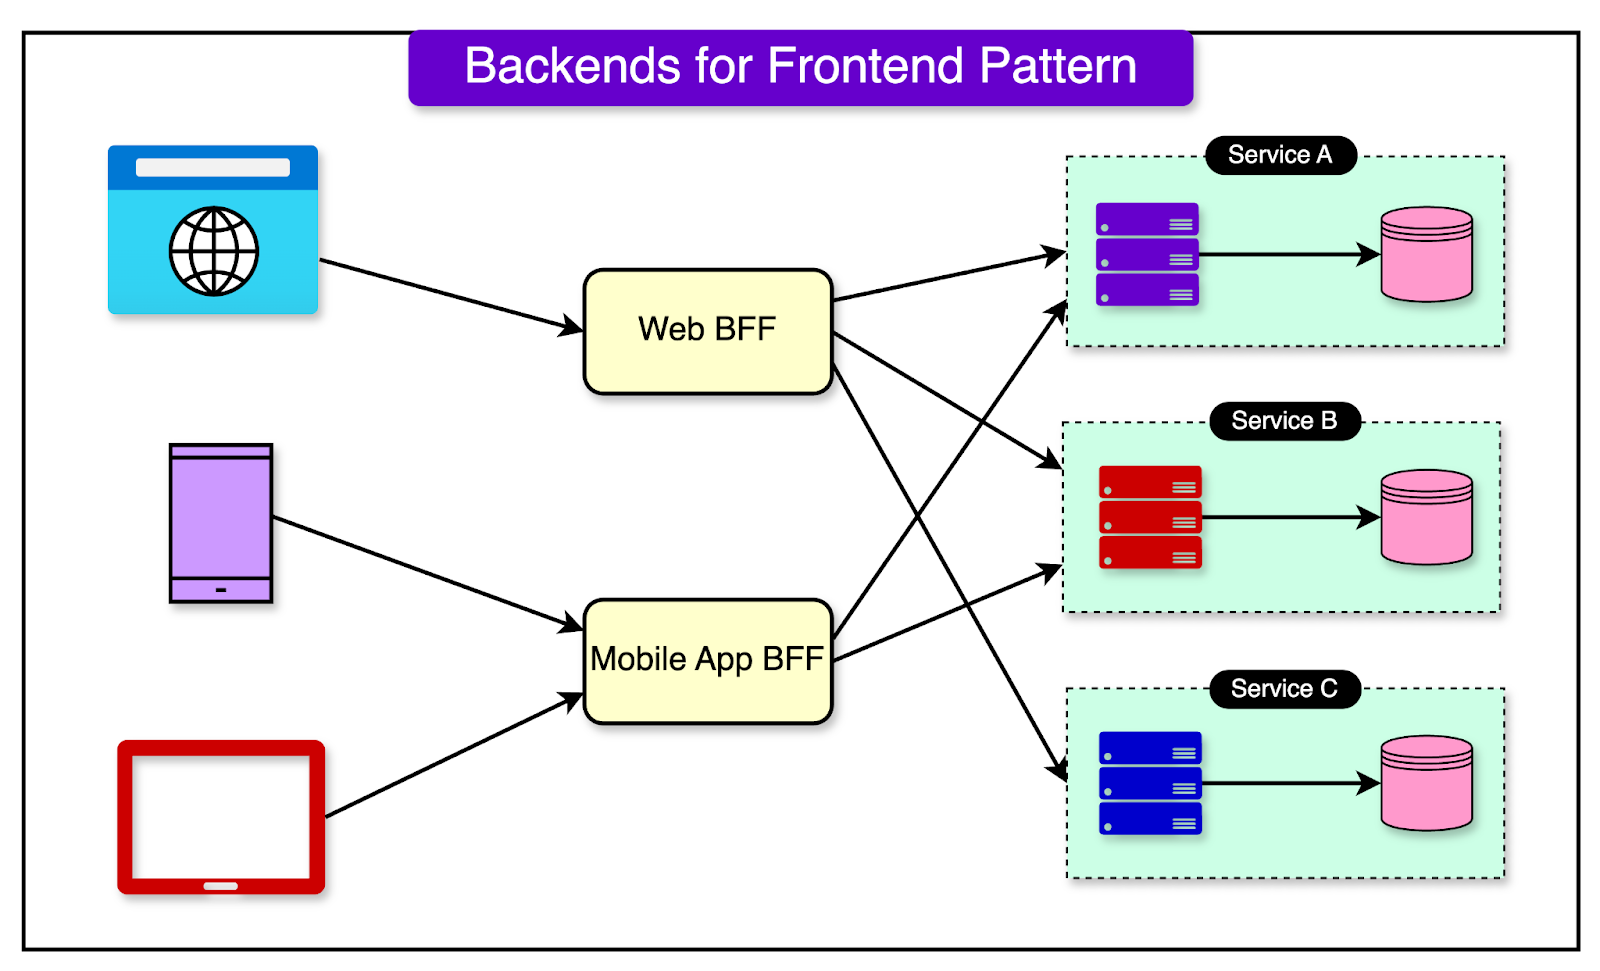 Backends for Frontend Pattern
Service A
Web BFF
Service B
Mobile App BFF
Service C